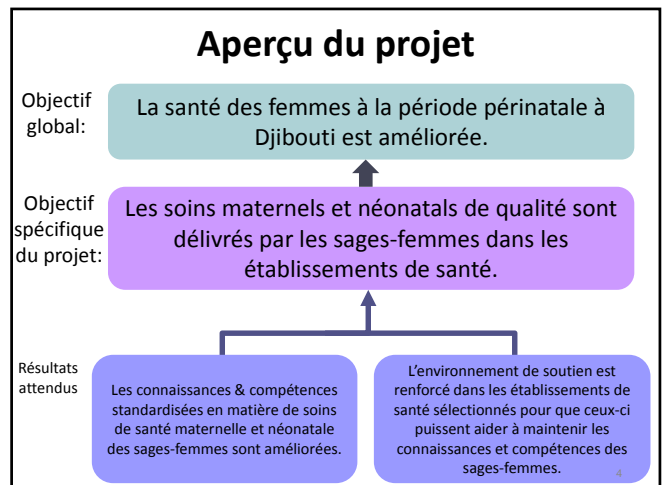 Aperçu du projet
Objectif
global:
La santé des femmes à la période périnatale à
Djibouti est améliorée.
Objectif
spécifique
du projet:
Les soins maternels et néonatals de qualité sont
délivrés par les sages-femmes dans les
établissements de santé.
Résultats
attendus
Les connaissances & compétences
standardisées en matière de soins
de santé maternelle et néonatale
des sages-femmes sont améliorées.
L’environnement de soutien est
renforcé dans les établissements de
santé sélectionnés pour que ceux-ci
puissent aider à maintenir les
connaissances et compétences des
sages-femmes.
4